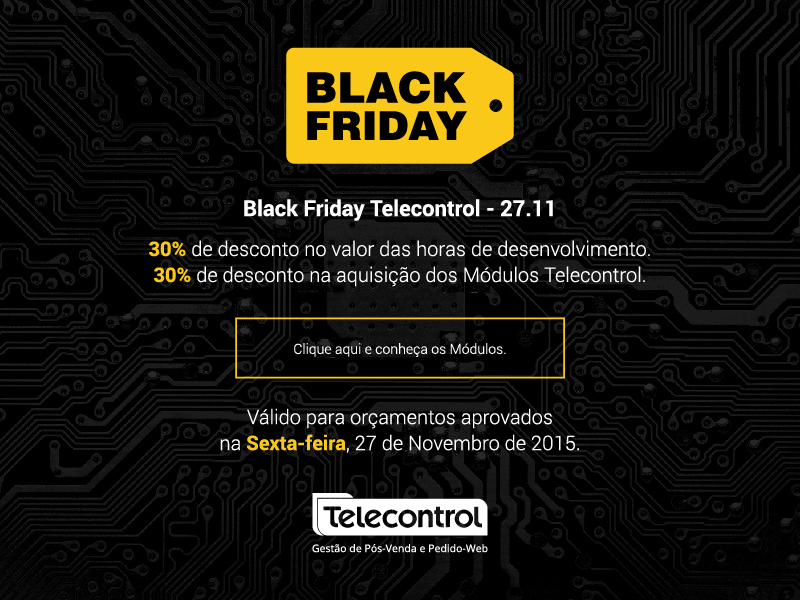 BLACK
FRIDAY
Black Friday Telecontrol - 27.11
30% de desconto no valor das horas de desenvolvimento.
30% de desconto na aquisição dos Módulos Telecontrol.
Clique aqui e conheça os Módulos.
Válido para orçamentos aprovados
na Sexta-feira, 27 de Novembro de 2015.
Telecontrol
Gestão de Pós-Venda e Pedido-Web